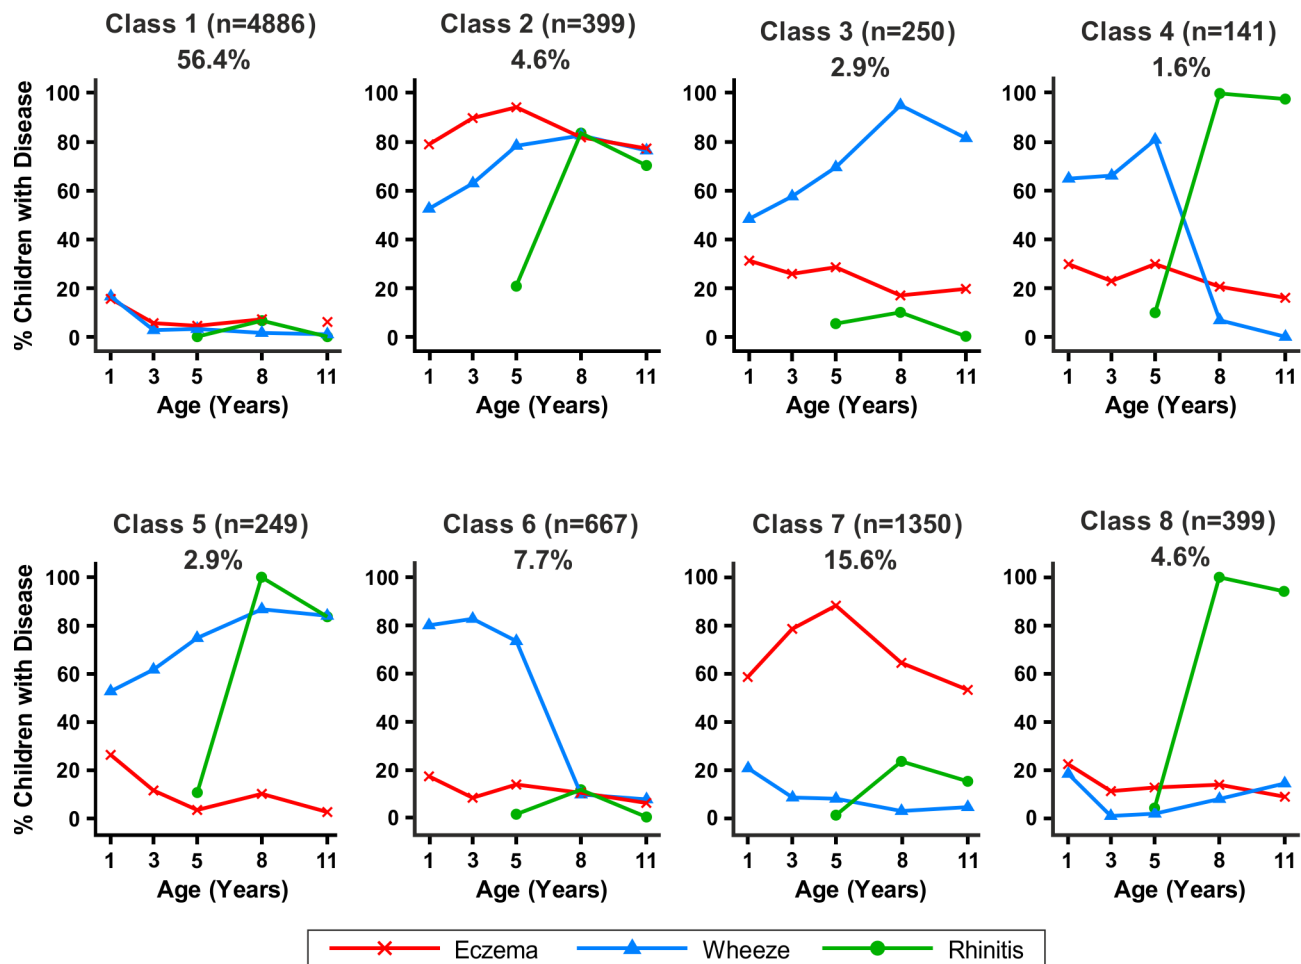 Class 1 (n=4886)
56.4%
Class 2 (n=399)
4.6%
Class 3 (n=250)
2.9%
Class 4 (n=141)
1.6%
% Children with Disease
100
80
60
40
20
0
1 3 5 8 11
Age (Years)
100
80
60
40
20
0
1 3 5 8 11
Age (Years)
100
80
60
40
20
0
1 3 5 8 11
Age (Years)
100
80
60
40
20
0
1 3 5 8 11
Age (Years)
Class 5 (n=249)
2.9%
Class 6 (n=667)
7.7%
Class 7 (n=1350)
15.6%
Class 8 (n=399)
4.6%
% Children with Disease
100
80
60
40
20
0
1 3 5 8 11
Age (Years)
100
80
60
40
20
0
1 3 5 8 11
Age (Years)
100
80
60
40
20
0
1 3 5 8 11
Age (Years)
100
80
60
40
20
0
1 3 5 8 11
Age (Years)
Eczema Wheeze Rhinitis